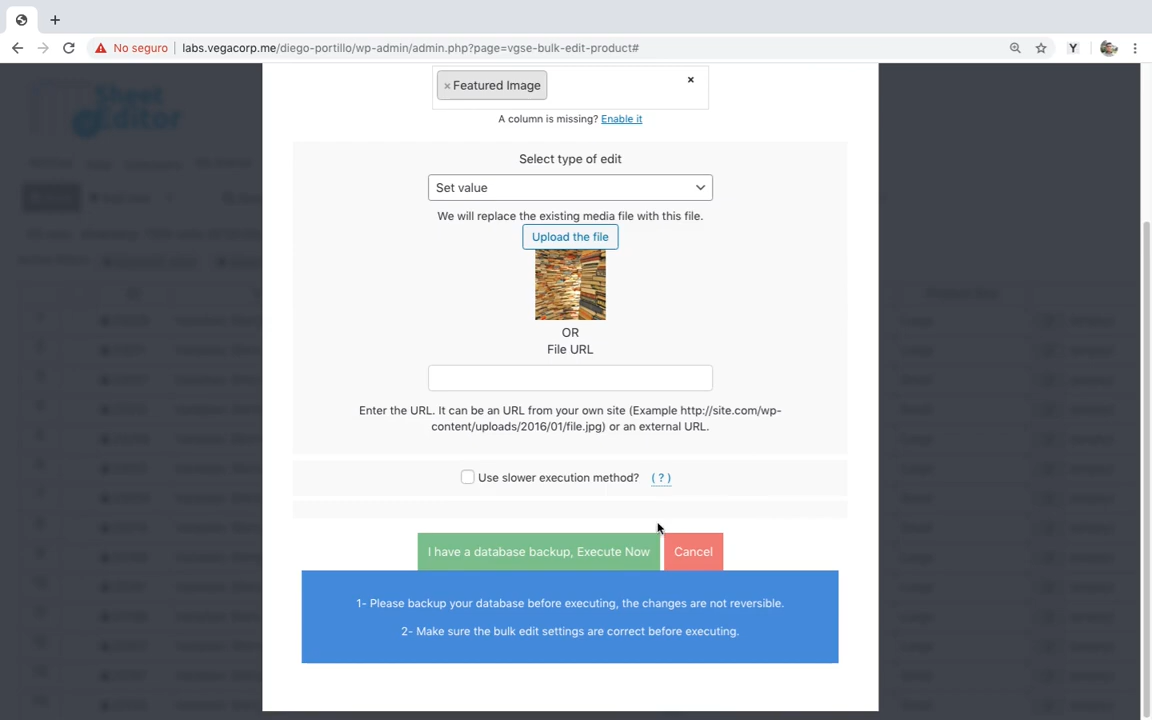 No seguro
labs.vegacorp.me/diego-portillo/wp-admin/admin.php?page=vgse-bulk-edit-product#
Y
Sheet
Editor
× Featured Image
×
A column is missing? Enable it
Select type of edit
Set value
We will replace the existing media file with this file.
Upload the file
OR
File URL
Enter the URL. It can be an URL from your own site (Example http://site.com/wp-
content/uploads/2016/01/file.jpg) or an external URL.
Use slower execution method? ( ? )
I have a database backup, Execute Now
Cancel
1- Please backup your database before executing, the changes are not reversible.
2- Make sure the bulk edit settings are correct before executing.